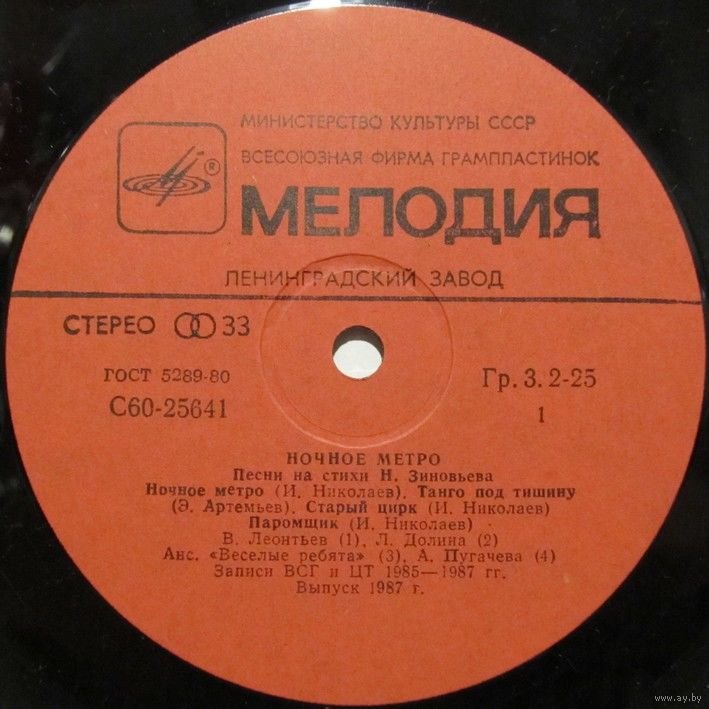 МИНИСТЕРСТВО КУЛЬТУРЫ СССР
ВСЕСОЮЗНАЯ ФИРМА ГРАМПЛАСТИНОК
®
МЕЛОДИЯ
ЛЕНИНГРАДСКИЙ ЗАВОД
СТЕРЕО 33
ГОСТ 5289-80
Гр. 3. 2-25
С60-25641
1
НОЧНОЕ МЕТРО
Песни на стихи Н. Зиновьева
Ночное метро (И. Николаев). Танго под тишину
(Э. Артемьев). Старый цирк (И. Николаев)
Паромщик (И. Николаев)
В. Леонтьев (1), Л. Долина (2)
Анс. «Веселые ребята» (3), А. Пугачева (4)
Записи ВСГ и ЦТ 1985—1987 гг.
Выпуск 1987 г.
www.ay.by